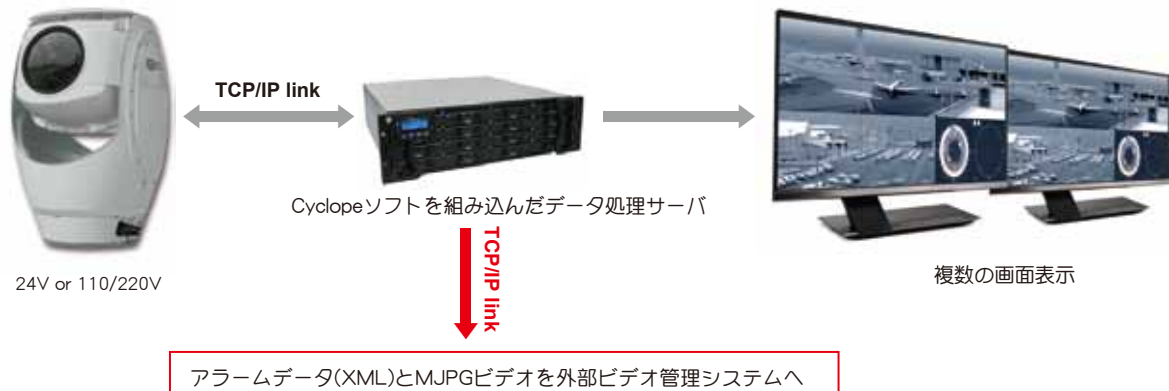 TCP/IP link
Cyclopeソフトを組み込んだデータ処理サーバ
24V or 110/220V
複数の画面表示
TCP/IP link
アラームデータ(XML)とMJPGビデオを外部ビデオ管理システムへ